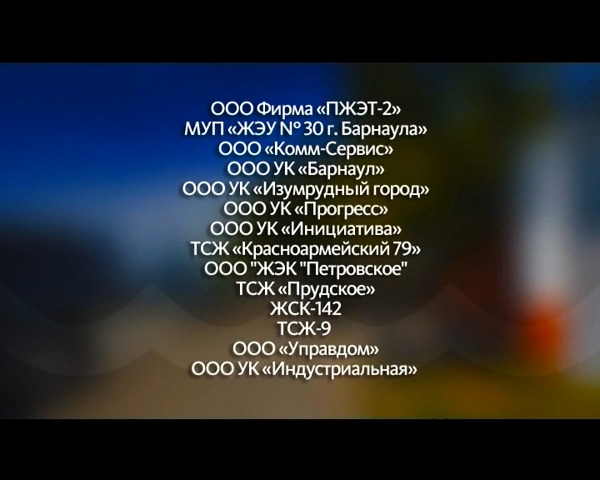 ООО Фирма «ПЖЭТ-2»
МУП «ЖЭУ № 30 г. Барнаула»
ООО «Комм-Сервис»
ООО УК «Барнаул»
ООО УК «Изумрудный город»
ООО УК «Прогресс»
ООО УК «Инициатива»
ТСЖ «Красноармейский 79»
ООО "ЖЭК "Петровское"
ТСЖ «Прудское»
ЖСК-142
ТСЖ-9
ООО «Управдом»
ООО УК «Индустриальная»